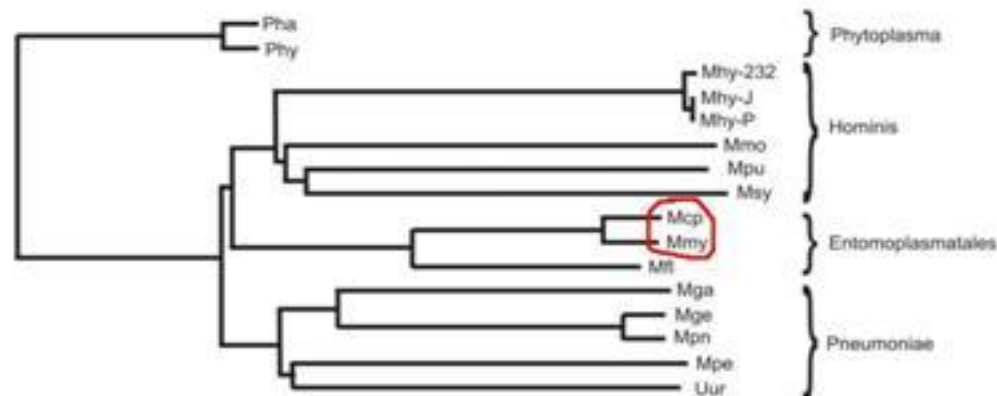 Pha
Phy
Phytoplasma
Mhy-232
Mhy-J
Mhy-P
Mmo
Mpu
Msy
Hominis
Mcp
Mmy
Mfl
Entomoplasmatales
Mga
Mge
Mpn
Mpe
Uur
Pneumoniae